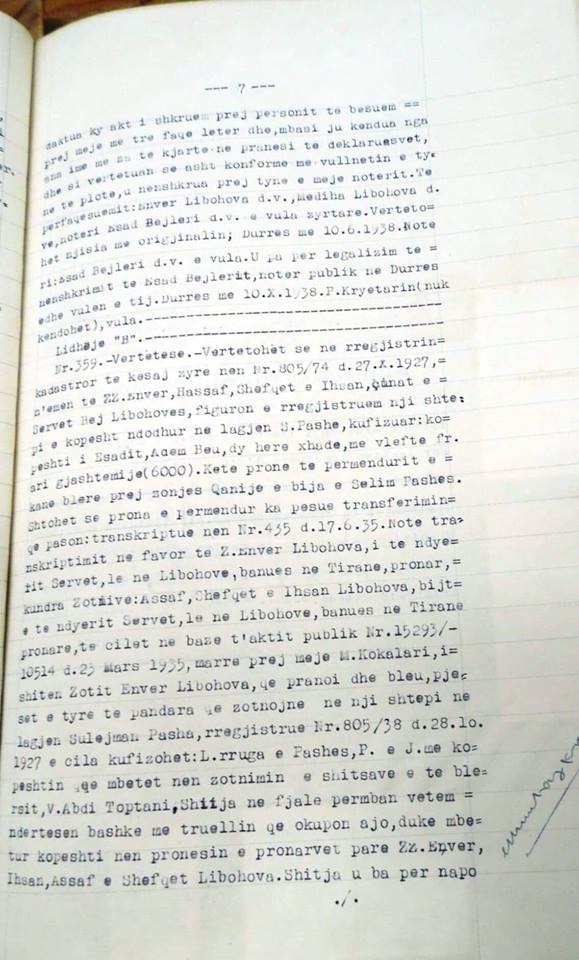 --- 7 ---
daktua ky akt i shkruem prej personit te besuem ==
prej meje me tre faqe leter dhe,mbasi ju kendua nga
ana ime me za te kjarte ne pranesi te deklaruesvet,
dhe si vertetuan se asht konforme me vullnetin e ty=
ne te plote,u nenshkrua prej tyne e meje noterit.Te
perfaqesuemit:Enver Libohova d.v.,Mediha Libohova d.
ve,noteri Esad Bejleri d.v. e vula zyrtare.Verteto=
het njisia me origjinalin; Durres me 10.6.1938.Note
ri:Esad Bejleri d.v. e vula.U pa per legalizim te =
nenshkrimit te Esad Bejlerit,noter publik ne Durres
edhe vulen e tij.Durres me 10.X.1938.P.Kryetarin(nuk
kendohet),vula.---------------------------------
Lidheje "B".---------------------------------
Nr.359.-Vertetese.-Vertetohet se ne rregjistrin=
kadastror te kesaj zyre nen Nr.805/74 d.27.X.1927,=
n'emen te ZZ.Enver,Hassaf,Shefqet e Ihsan,çunat e =
Servet Bej Libohoves,figuron e rregjistruem nji shte:
pi e kopesht ndodhur ne lagjen S.Pashe,kufizuar:ko=
peshti i Esadit,Adem Beu,dy here xhade,me vlefte fr.
ari gjashtemije(6000).Kete prone te permendurit e =
kane blere prej zonjes Qanije e bija e Selim Pashes.
Shtohet se prona e permendur ka pesue transferimin=
qe pason:transkriptue nen Nr.435 d.17.6.35.Note tra=
nskriptimit ne favor te Z.Enver Libohova,i te ndye=
rit Servet,le ne Libohove,banues ne Tirane,pronar,=
kundra Zotnive:Assaf,Shefqet e Ihsan Libohova,bijt=
e te ndyerit Servet,le ne Libohove,banues ne Tirane
pronare,te cilet ne baze t'aktit publik Nr.15293/-
10514 d.23 Mars 1935,marre prej meje M.Kokalari,i=
shiten Zotit Enver Libohova,qe pranoi dhe bleu,pje=
set e tyre te pandara qe zotnojne ne nji shtepi ne
lagjen Sulejman Pasha,rregjistrue Nr.805/38 d.28.10.
1927 e cila kufizohet:L.rruga e Pashes,P. e J.me ko=
peshtin qe mbetet nen zotnimin e shitsave e te ble=
rsit,V.Abdi Toptani,Shitja ne fjale permban vetem =
ndertesen bashke me truellin qe okupon ajo,duke mbe=
tur kopeshti nen pronesin e pronarvet pare Zz.Enver,
Ihsan,Assaf e Shefqet Libohova.Shitja u ba per napo
./.